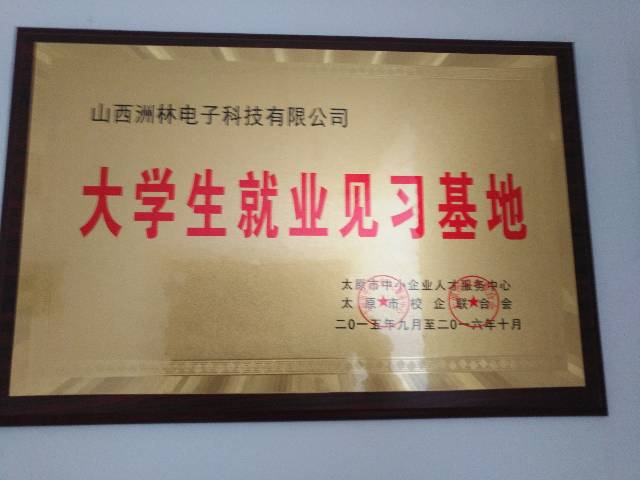 山西洲林电子科技有限公司
大学生就业见习基地
太原市中小企业人才服务中心
太原市校企联合会
二〇一五年九月至二〇一六年十月